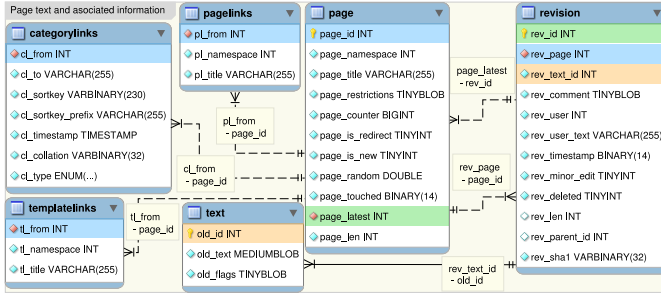 Page text and asociated information
categorylinks
cl_from INT
cl_to VARCHAR(255)
cl_sortkey VARBINARY(230)
cl_sortkey_prefix VARCHAR(255)
cl_timestamp TIMESTAMP
cl_collation VARBINARY(32)
cl_type ENUM(...)
pagelinks
pl_from INT
pl_namespace INT
pl_title VARCHAR(255)
pl_from
- page_id
cl_from
- page_id
templatelinks
tl_from INT
tl_namespace INT
tl_title VARCHAR(255)
tl_from
- page_id
text
old_id INT
old_text MEDIUMBLOB
old_flags TINYBLOB
page
page_id INT
page_namespace INT
page_title VARCHAR(255)
page_restrictions TINYBLOB
page_counter BIGINT
page_is_redirect TINYINT
page_is_new TINYINT
page_random DOUBLE
page_touched BINARY(14)
page_latest INT
page_len INT
page_latest
- rev_id
rev_page
- page_id
rev_text_id
- old_id
revision
rev_id INT
rev_page INT
rev_text_id INT
rev_comment TINYBLOB
rev_user INT
rev_user_text VARCHAR(255)
rev_timestamp BINARY(14)
rev_minor_edit TINYINT
rev_deleted TINYINT
rev_len INT
rev_parent_id INT
rev_sha1 VARBINARY(32)